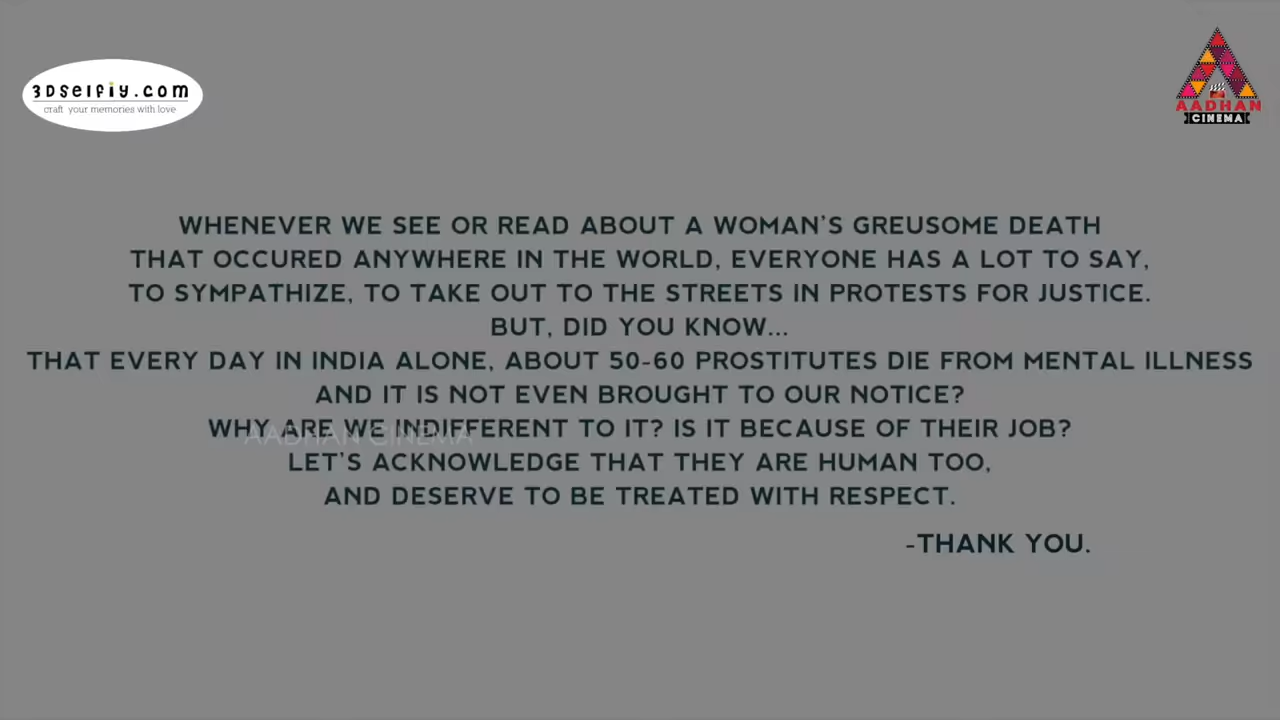 3DSelfiy.com
craft your memories with love
AADHAN
CINEMA
WHENEVER WE SEE OR READ ABOUT A WOMAN'S GREUSOME DEATH
THAT OCCURED ANYWHERE IN THE WORLD, EVERYONE HAS A LOT TO SAY,
TO SYMPATHIZE, TO TAKE OUT TO THE STREETS IN PROTESTS FOR JUSTICE.
BUT, DID YOU KNOW...
THAT EVERY DAY IN INDIA ALONE, ABOUT 50-60 PROSTITUTES DIE FROM MENTAL ILLNESS
AND IT IS NOT EVEN BROUGHT TO OUR NOTICE?
WHY ARE WE INDIFFERENT TO IT? IS IT BECAUSE OF THEIR JOB?
AADHAN CINEMA
LET'S ACKNOWLEDGE THAT THEY ARE HUMAN TOO,
AND DESERVE TO BE TREATED WITH RESPECT.
-THANK YOU.